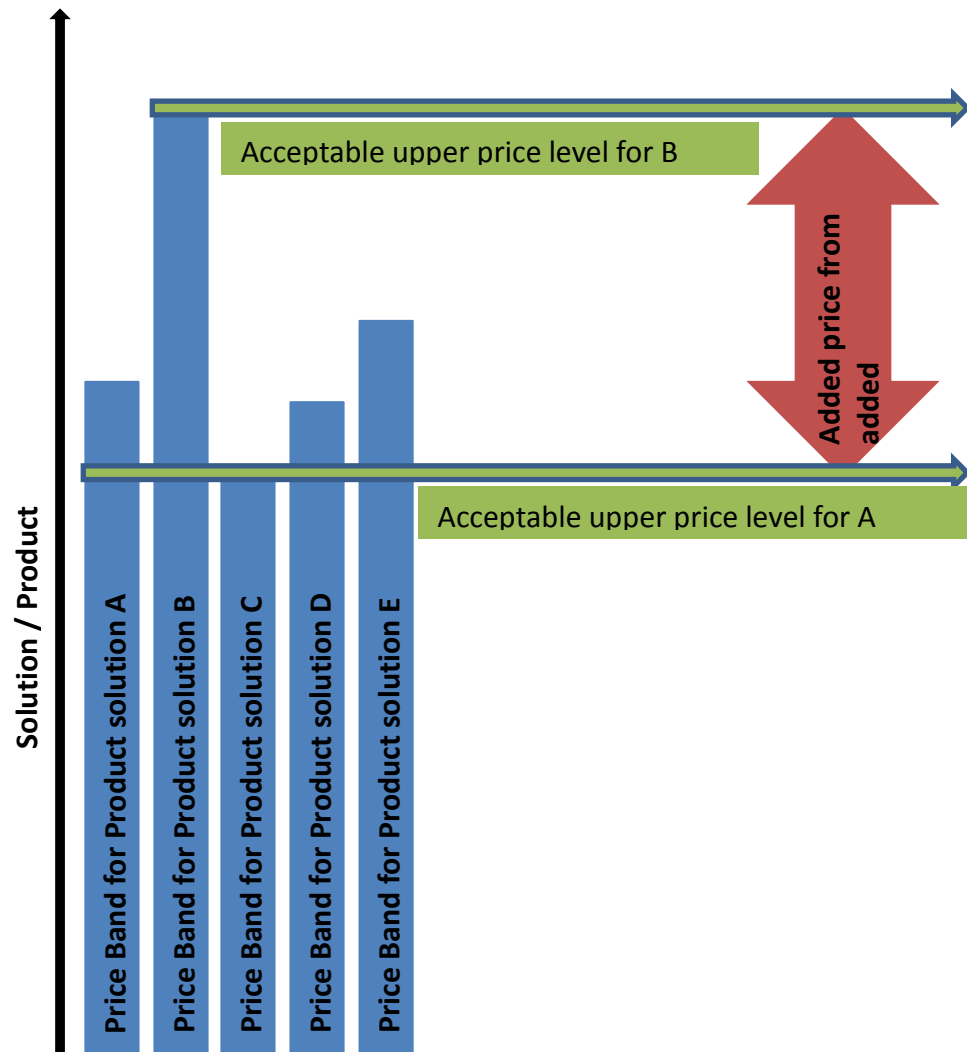 Acceptable upper price level for B
Added price from
added
Acceptable upper price level for A
Solution / Product
Price Band for Product solution A
Price Band for Product solution B
Price Band for Product solution C
Price Band for Product solution D
Price Band for Product solution E